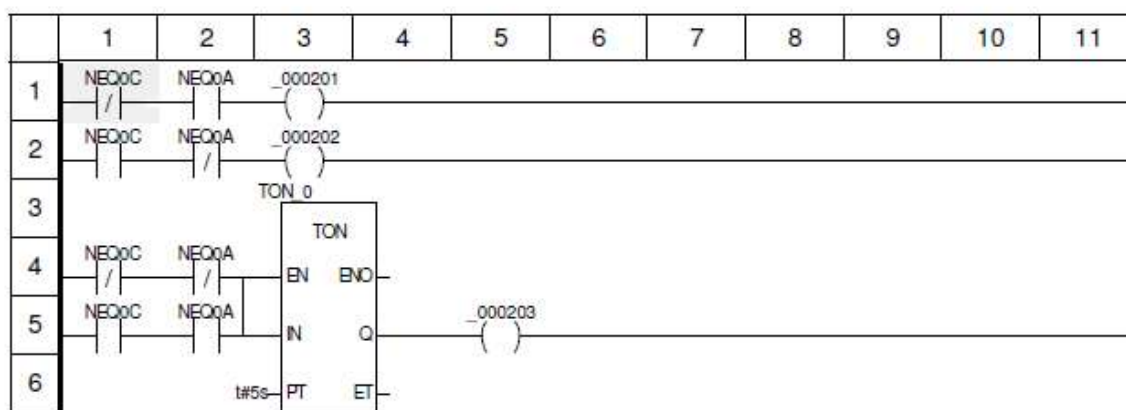 1 2 3 4 5 6 7 8 9 10 11
1 NEQ0C NEQ0A _000201
2 NEQ0C NEQ0A _000202
3 TON_0
TON
4 NEQ0C NEQ0A EN ENO
5 NEQ0C NEQ0A IN Q _000203
6 t#5s PT ET